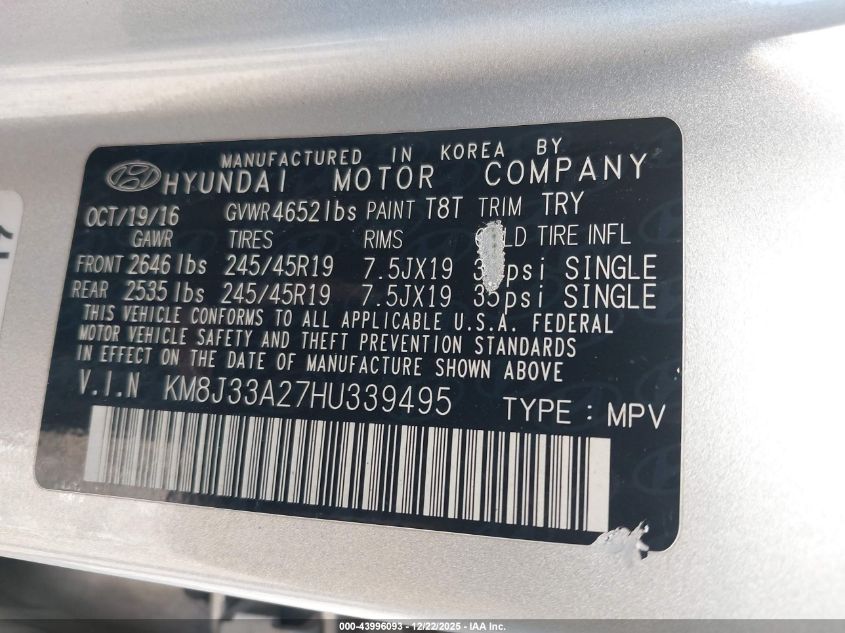 MANUFACTURED IN KOREA BY
HYUNDAI MOTOR COMPANY
OCT/19/16 GVWR 4652 lbs PAINT T8T TRIM TRY
GAWR TIRES RIMS LD TIRE INFL
FRONT 2646 lbs 245/45R19 7.5JX19 psi SINGLE
REAR 2535 lbs 245/45R19 7.5JX19 35psi SINGLE
THIS VEHICLE CONFORMS TO ALL APPLICABLE U.S.A. FEDERAL
MOTOR VEHICLE SAFETY AND THEFT PREVENTION STANDARDS
IN EFFECT ON THE DATE OF MANUFACTURE SHOWN ABOVE
V.I.N KM8J33A27HU339495 TYPE : MPV
000-43996093 - 12/22/2025 - IAA Inc.